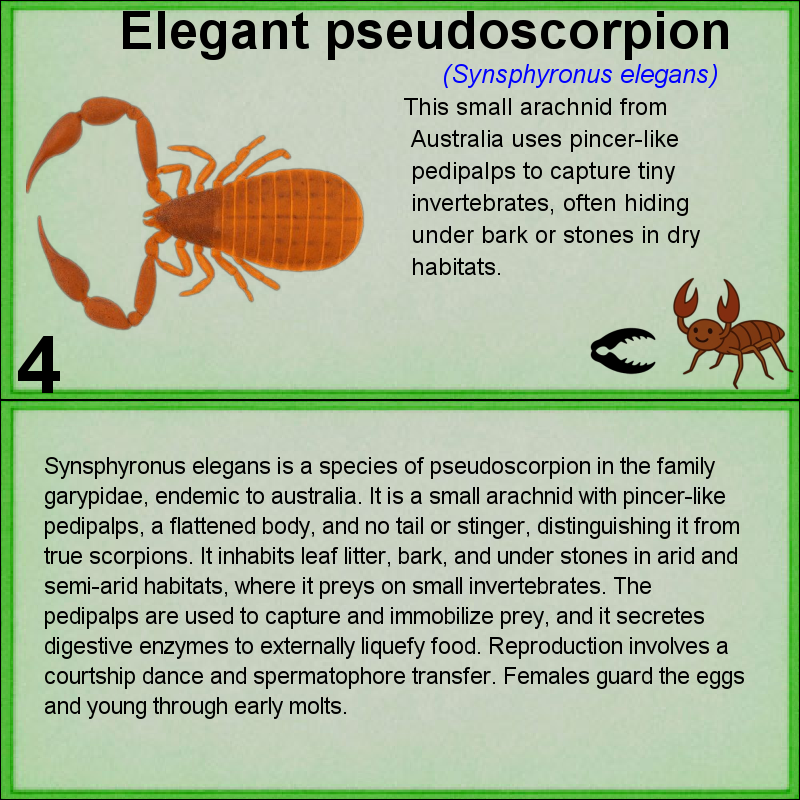 Elegant pseudoscorpion
(Synsphyronus elegans)
This small arachnid from
Australia uses pincer-like
pedipalps to capture tiny
invertebrates, often hiding
under bark or stones in dry
habitats.
4
Synsphyronus elegans is a species of pseudoscorpion in the family
garypidae, endemic to australia. It is a small arachnid with pincer-like
pedipalps, a flattened body, and no tail or stinger, distinguishing it from
true scorpions. It inhabits leaf litter, bark, and under stones in arid and
semi-arid habitats, where it preys on small invertebrates. The
pedipalps are used to capture and immobilize prey, and it secretes
digestive enzymes to externally liquefy food. Reproduction involves a
courtship dance and spermatophore transfer. Females guard the eggs
and young through early molts.